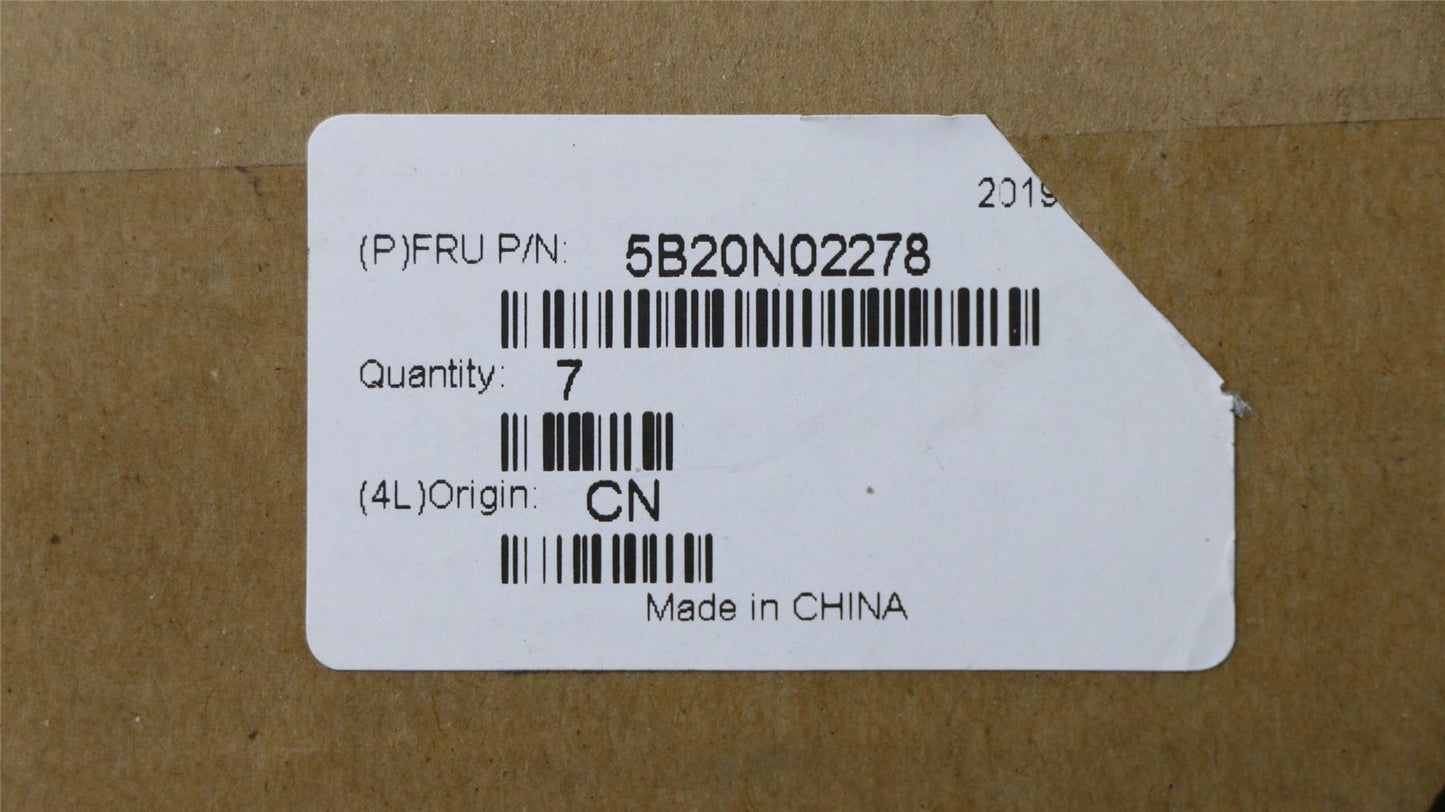 2019
(P)FRU P/N: 5B20N02278
Quantity: 7
(4L)Origin: CN
Made in CHINA